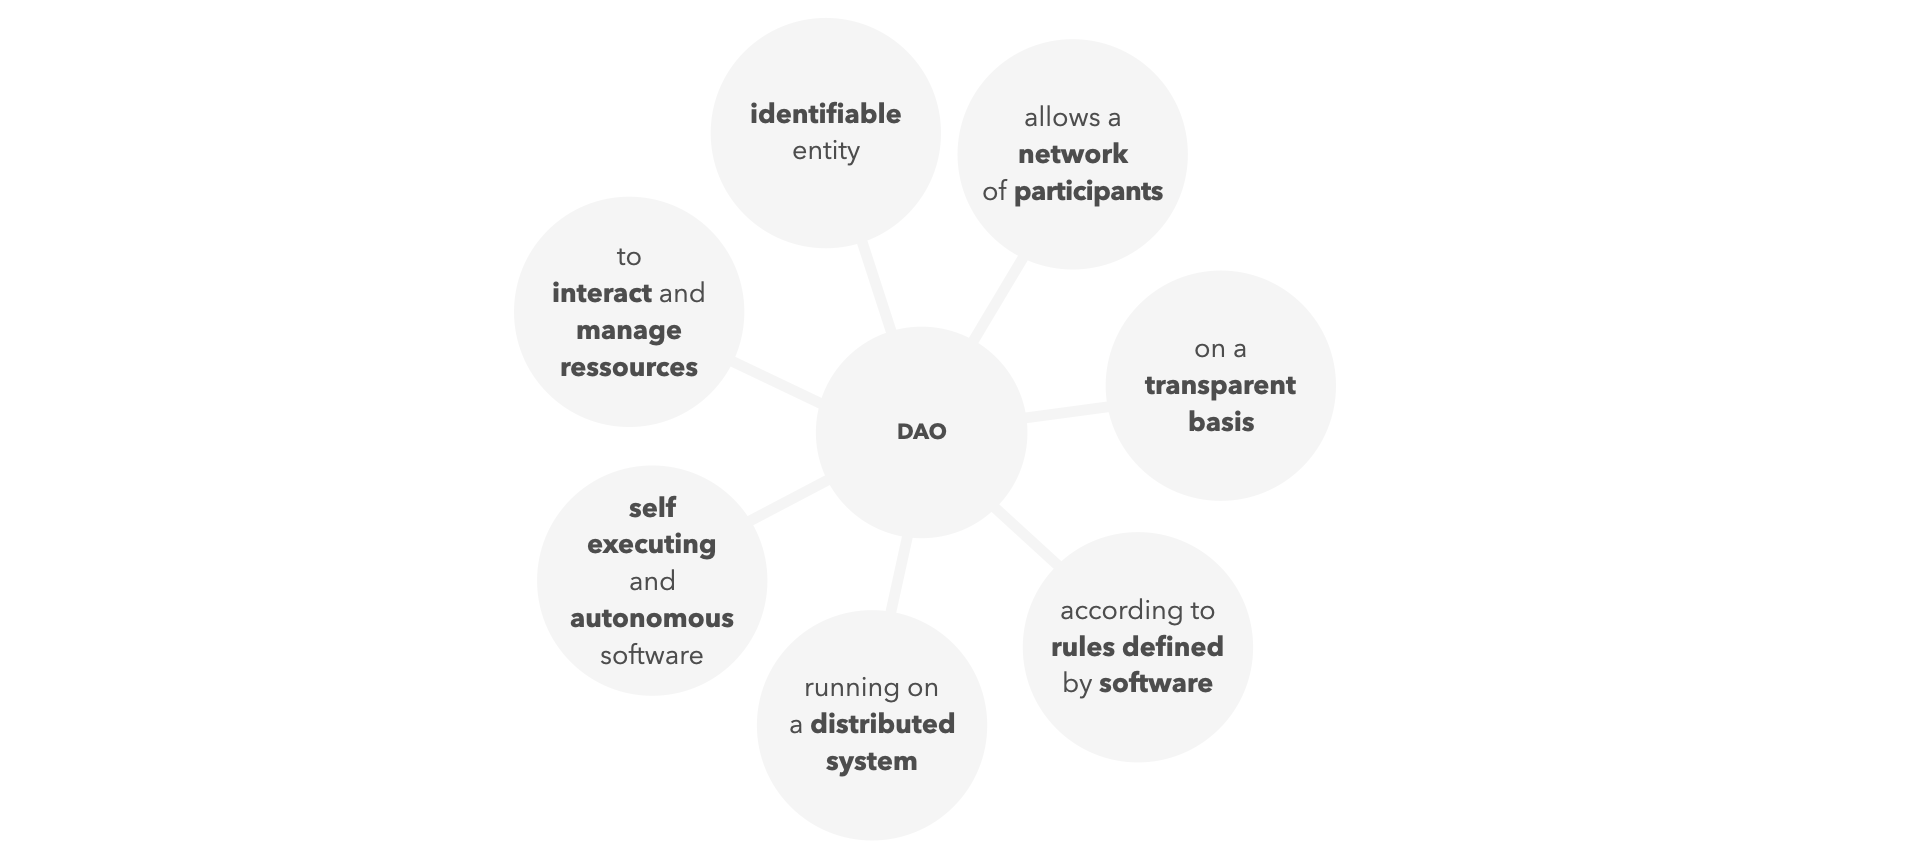 identifiable
entity
allows a
network
of participants
to
interact and
manage
ressources
on a
transparent
basis
DAO
self
executing
and
autonomous
software
according to
rules defined
by software
running on
a distributed
system